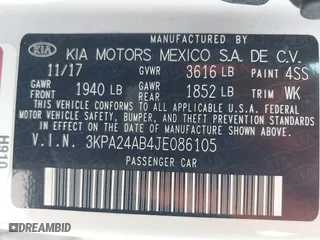 MANUFACTURED BY
KIA KIA MOTORS MEXICO S.A. DE C.V.
11/17 GVWR 3616 LB PAINT 4SS
GAWR FRONT 1940 LB GAWR REAR 1852 LB TRIM WK
THIS VEHICLE CONFORMS TO ALL APPLICABLE
U.S. FEDERAL MOTOR VEHICLE
SAFETY, BUMPER, AND THEFT PREVENTION
STANDARDS IN EFFECT ON THE DATE OF
MANUFACTURE SHOWN ABOVE.
V.I.N. 3KPA24AB4JE086105
PASSENGER CAR
H910
DREAM BID